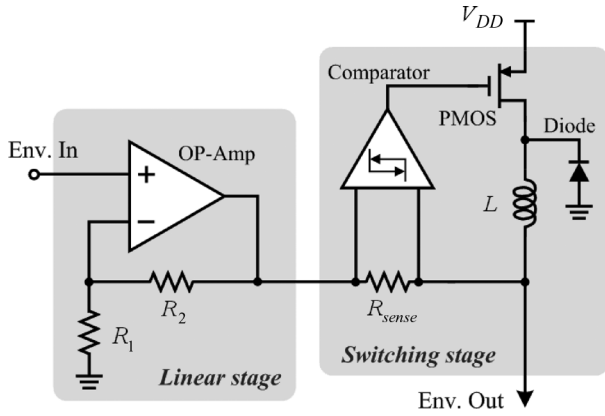 V_DD
Comparator
PMOS
Diode
Env. In
OP-Amp
+
−
L
R_2
R_sense
R_1
Linear stage
Switching stage
Env. Out